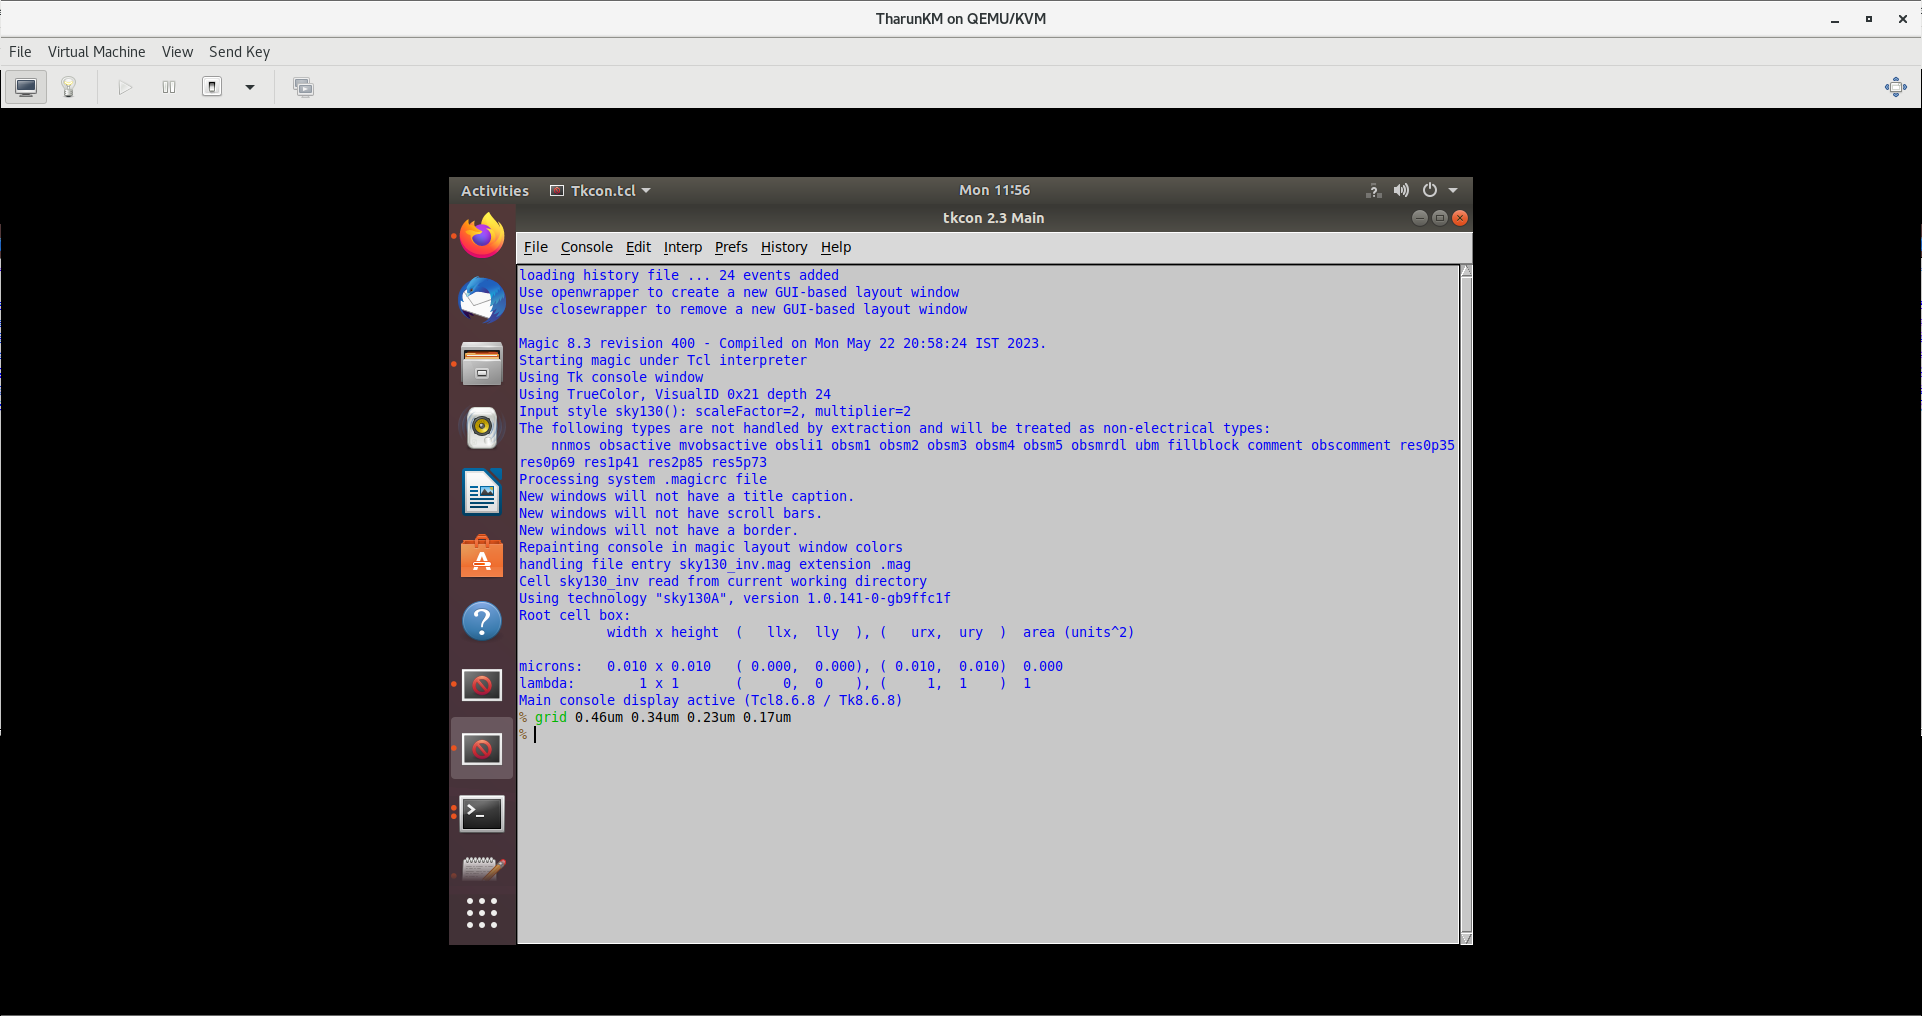 TharunKM on QEMU/KVM
File Virtual Machine View Send Key
Activities Tkcon.tcl Mon 11:56
tkcon 2.3 Main
File Console Edit Interp Prefs History Help
loading history file ... 24 events added
Use openwrapper to create a new GUI-based layout window
Use closewrapper to remove a new GUI-based layout window
Magic 8.3 revision 400 - Compiled on Mon May 22 20:58:24 IST 2023.
Starting magic under Tcl interpreter
Using Tk console window
Using TrueColor, VisualID 0x21 depth 24
Input style sky130(): scaleFactor=2, multiplier=2
The following types are not handled by extraction and will be treated as non-electrical types:
nnmos obsactive mvobsactive obsli1 obsm1 obsm2 obsm3 obsm4 obsm5 obsmrdl ubm fillblock comment obscomment res0p35
res0p69 res1p41 res2p85 res5p73
Processing system .magicrc file
New windows will not have a title caption.
New windows will not have scroll bars.
New windows will not have a border.
Repainting console in magic layout window colors
handling file entry sky130_inv.mag extension .mag
Cell sky130_inv read from current working directory
Using technology "sky130A", version 1.0.141-0-gb9ffc1f
Root cell box:
width x height ( llx, lly ), ( urx, ury ) area (units^2)
microns: 0.010 x 0.010 ( 0.000, 0.000), ( 0.010, 0.010) 0.000
lambda: 1 x 1 ( 0, 0 ), ( 1, 1 ) 1
Main console display active (Tcl8.6.8 / Tk8.6.8)
% grid 0.46um 0.34um 0.23um 0.17um
%